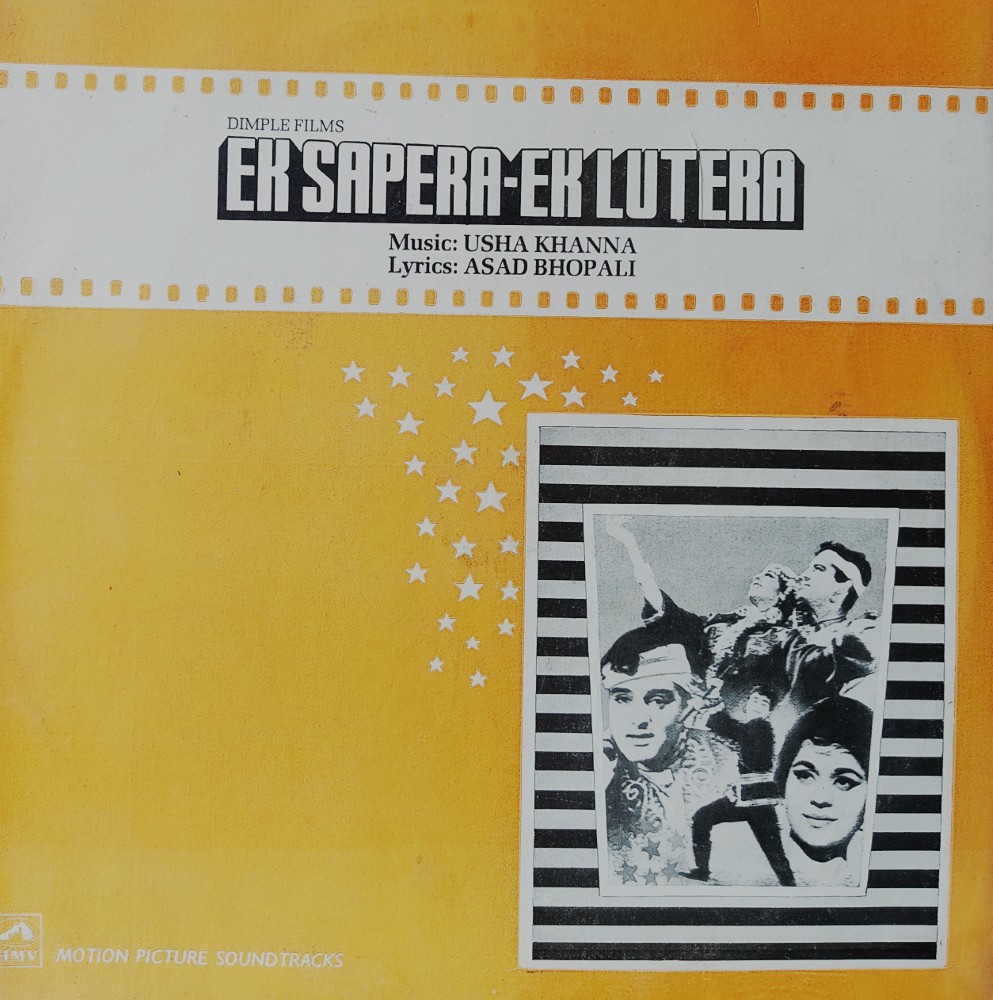 DIMPLE FILMS
EK SAPERA-EK LUTERA
Music: USHA KHANNA
Lyrics: ASAD BHOPALI
HMV
MOTION PICTURE SOUNDTRACKS